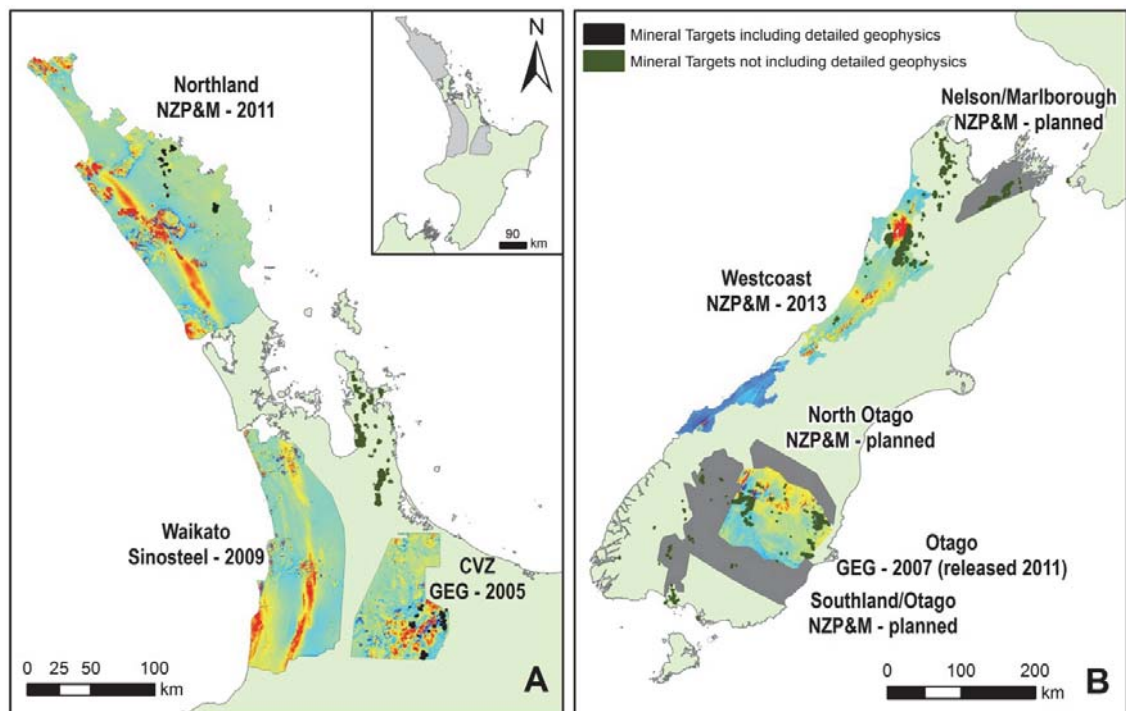 Northland
NZP&M - 2011
N
90
km
Waikato
Sinosteel - 2009
CVZ
GEG - 2005
0 25 50 100
km
A
Mineral Targets including detailed geophysics
Mineral Targets not including detailed geophysics
Nelson/Marlborough
NZP&M - planned
Westcoast
NZP&M - 2013
North Otago
NZP&M - planned
Otago
GEG - 2007 (released 2011)
Southland/Otago
NZP&M - planned
0 50 100 200
km
B